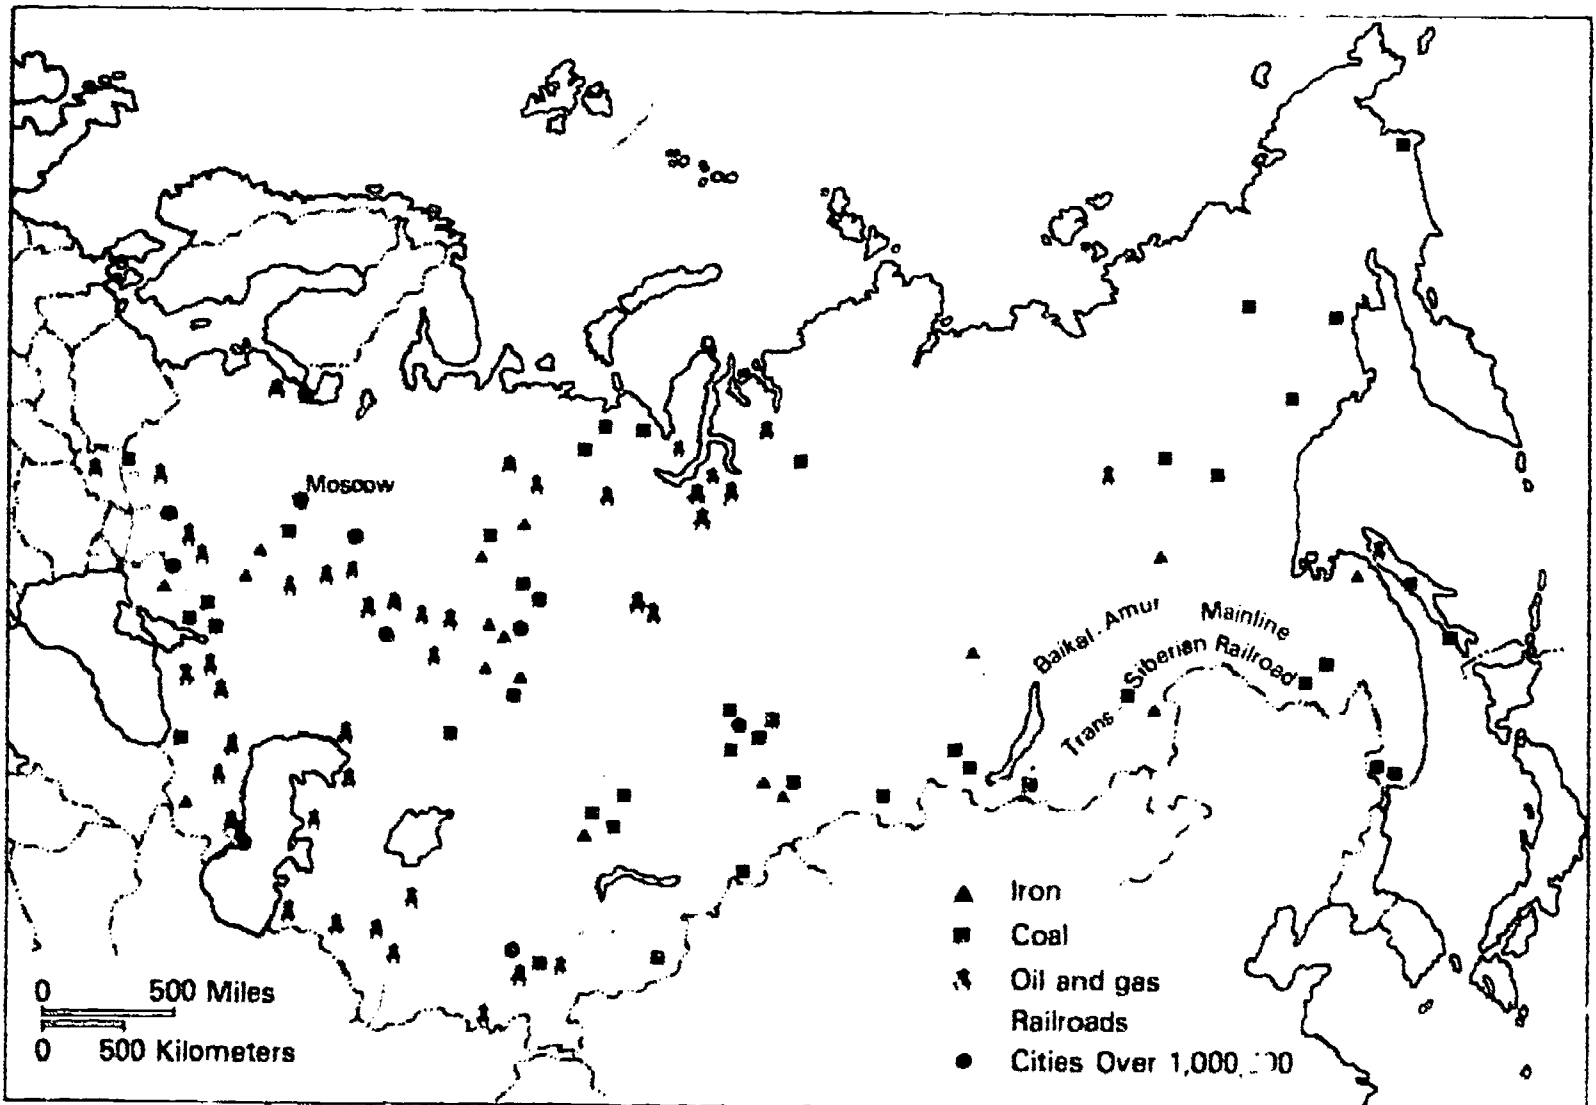 Moscow
Baikal-Amur Mainline
Trans-Siberian Railroad
Iron
Coal
Oil and gas
Railroads
Cities Over
0 500 Miles
0 500 Kilometers